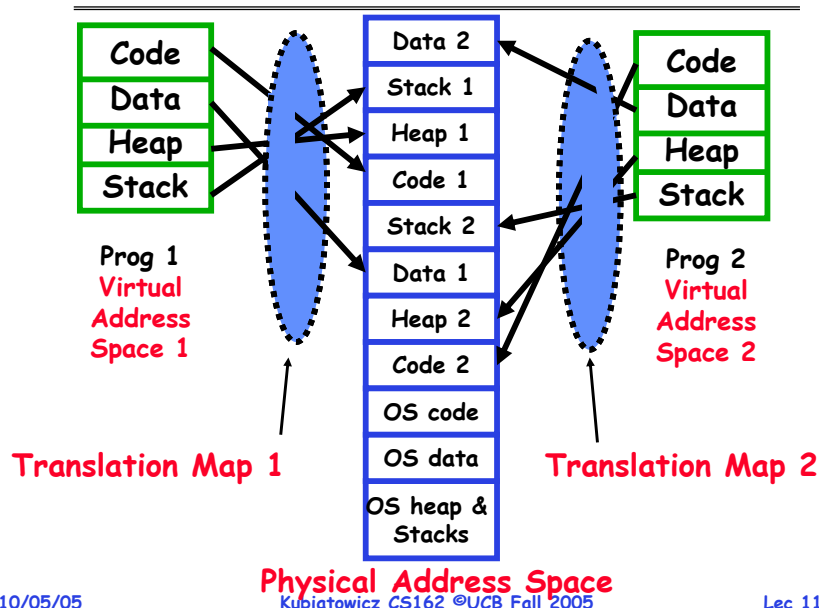 Code
Data
Heap
Stack
Prog 1
Virtual
Address
Space 1
Translation Map 1
Data 2
Stack 1
Heap 1
Code 1
Stack 2
Data 1
Heap 2
Code 2
OS code
OS data
OS heap &
Stacks
Physical Address Space
Code
Data
Heap
Stack
Prog 2
Virtual
Address
Space 2
Translation Map 2
10/05/05
Kubiatowicz CS162 ©UCB Fall 2005
Lec 11